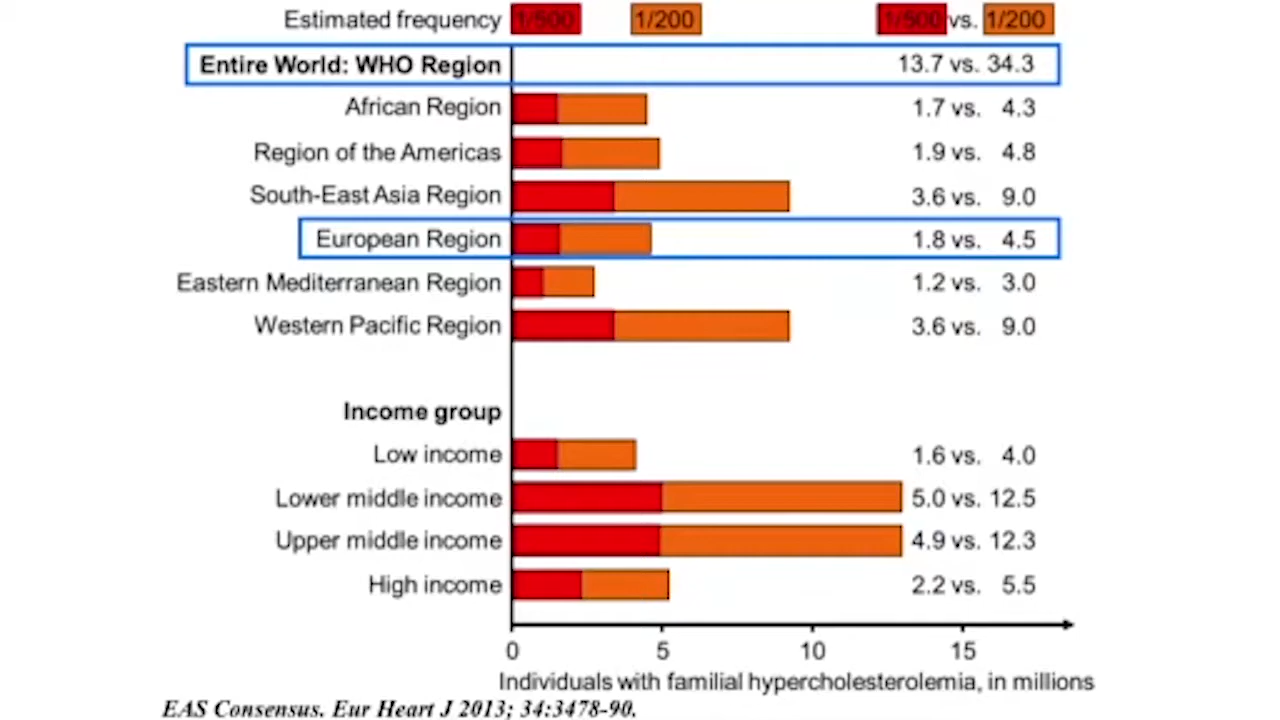 Estimated frequency 1/500 1/200 1/500 vs. 1/200
Entire World: WHO Region 13.7 vs. 34.3
African Region 1.7 vs. 4.3
Region of the Americas 1.9 vs. 4.8
South-East Asia Region 3.6 vs. 9.0
European Region 1.8 vs. 4.5
Eastern Mediterranean Region 1.2 vs. 3.0
Western Pacific Region 3.6 vs. 9.0
Income group
Low income 1.6 vs. 4.0
Lower middle income 5.0 vs. 12.5
Upper middle income 4.9 vs. 12.3
High income 2.2 vs. 5.5
0 5 10 15
Individuals with familial hypercholesterolemia, in millions
EAS Consensus. Eur Heart J 2013; 34:3478-90.